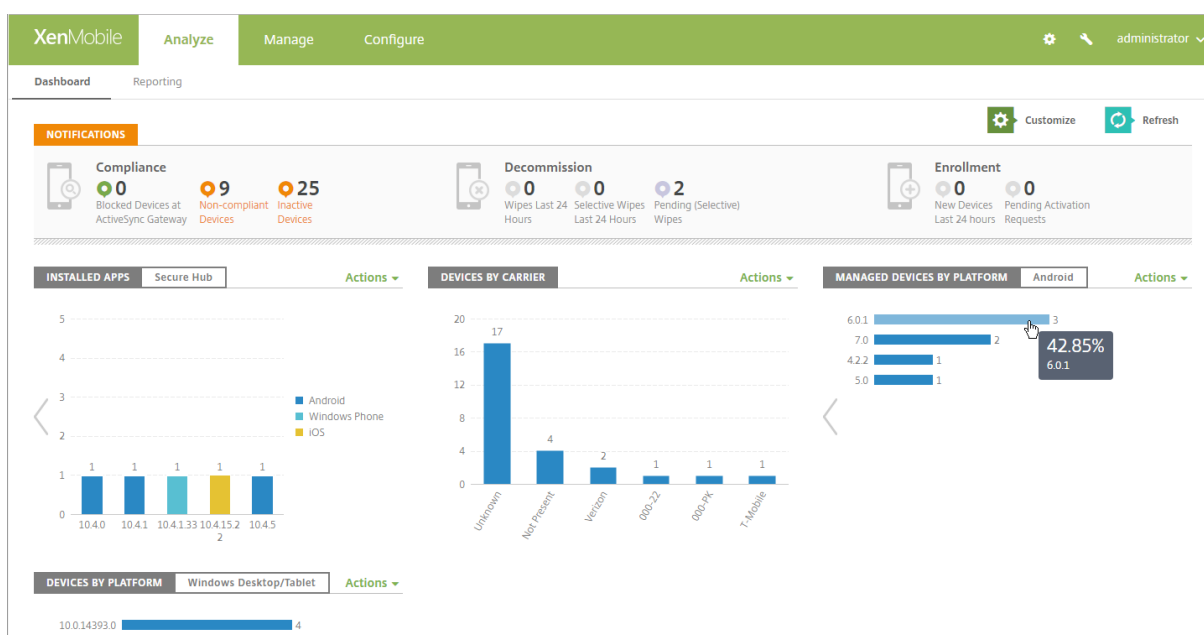 XenMobile Analyze Manage Configure administrator
Dashboard Reporting
Customize Refresh
NOTIFICATIONS
Compliance
0 9 25
Blocked Devices at Non-compliant Inactive
ActiveSync Gateway Devices Devices
Decommission
0 0 2
Wipes Last 24 Selective Wipes Pending (Selective)
Hours Last 24 Hours Wipes
Enrollment
0 0
New Devices Pending Activation
Last 24 hours Requests
INSTALLED APPS Secure Hub Actions
5
4
3
2
1
0
1 1 1 1 1
10.4.0 10.4.1 10.4.1.33 10.4.15.2 10.4.5
2
Android
Windows Phone
iOS
DEVICES BY CARRIER Actions
20
16
12
8
4
0
17 4 2 1 1 1
Unknown Not Present Verizon 000-22 000-PK T-Mobile
MANAGED DEVICES BY PLATFORM Android Actions
6.0.1 3
7.0 2
4.2.2 1
5.0 1
42.85%
6.0.1
DEVICES BY PLATFORM Windows Desktop/Tablet Actions
10.0.14393.0 4